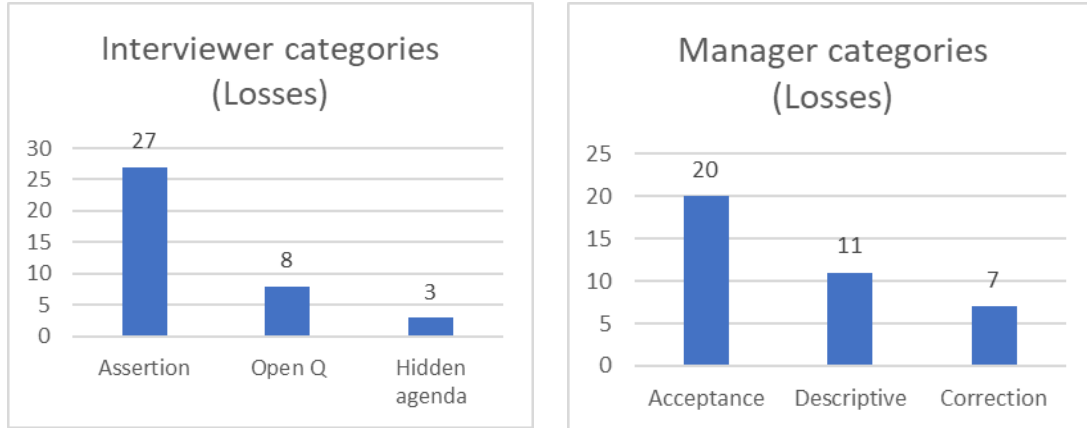 Interviewer categories
(Losses)
27
30
25
20
15
10
5
0
8
3
Assertion
Open Q
Hidden
agenda
Manager categories
(Losses)
25
20
15
10
5
0
20
11
7
Acceptance
Descriptive
Correction